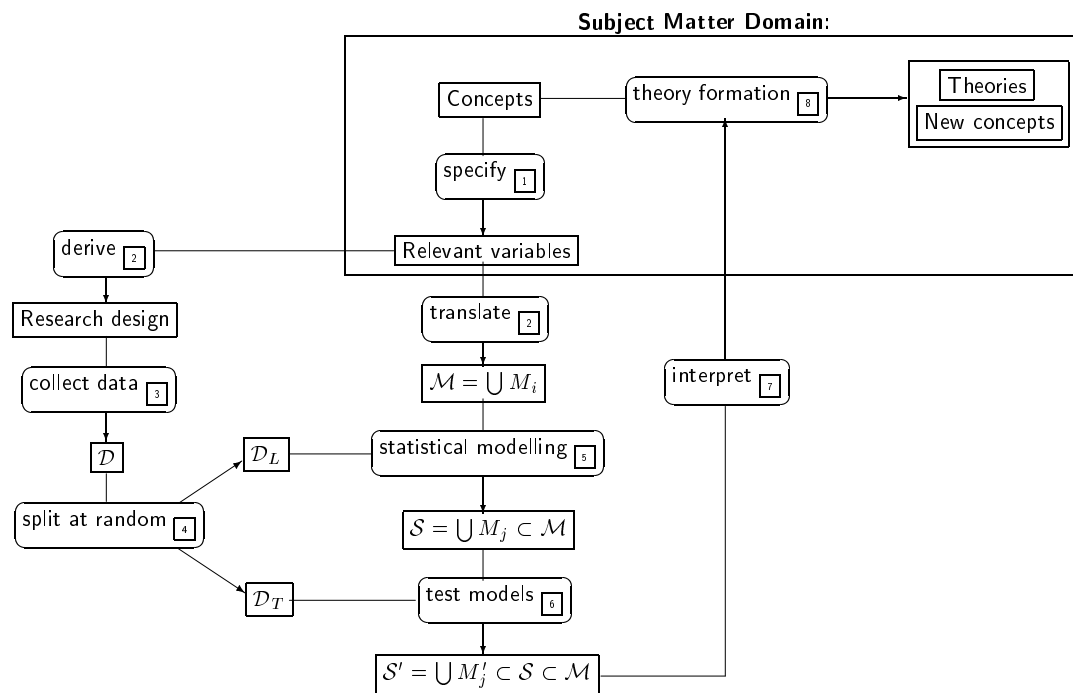 Subject Matter Domain:
Concepts
theory formation 8
Theories
New concepts
specify 1
derive 2
Relevant variables
Research design
translate 2
collect data 3
ℳ = ⋃ M_i
interpret 7
𝒟
𝒟_L
statistical modelling 5
split at random 4
𝒮 = ⋃ M_j ⊂ ℳ
𝒟_T
test models 6
𝒮′ = ⋃ M′_j ⊂ 𝒮 ⊂ ℳ